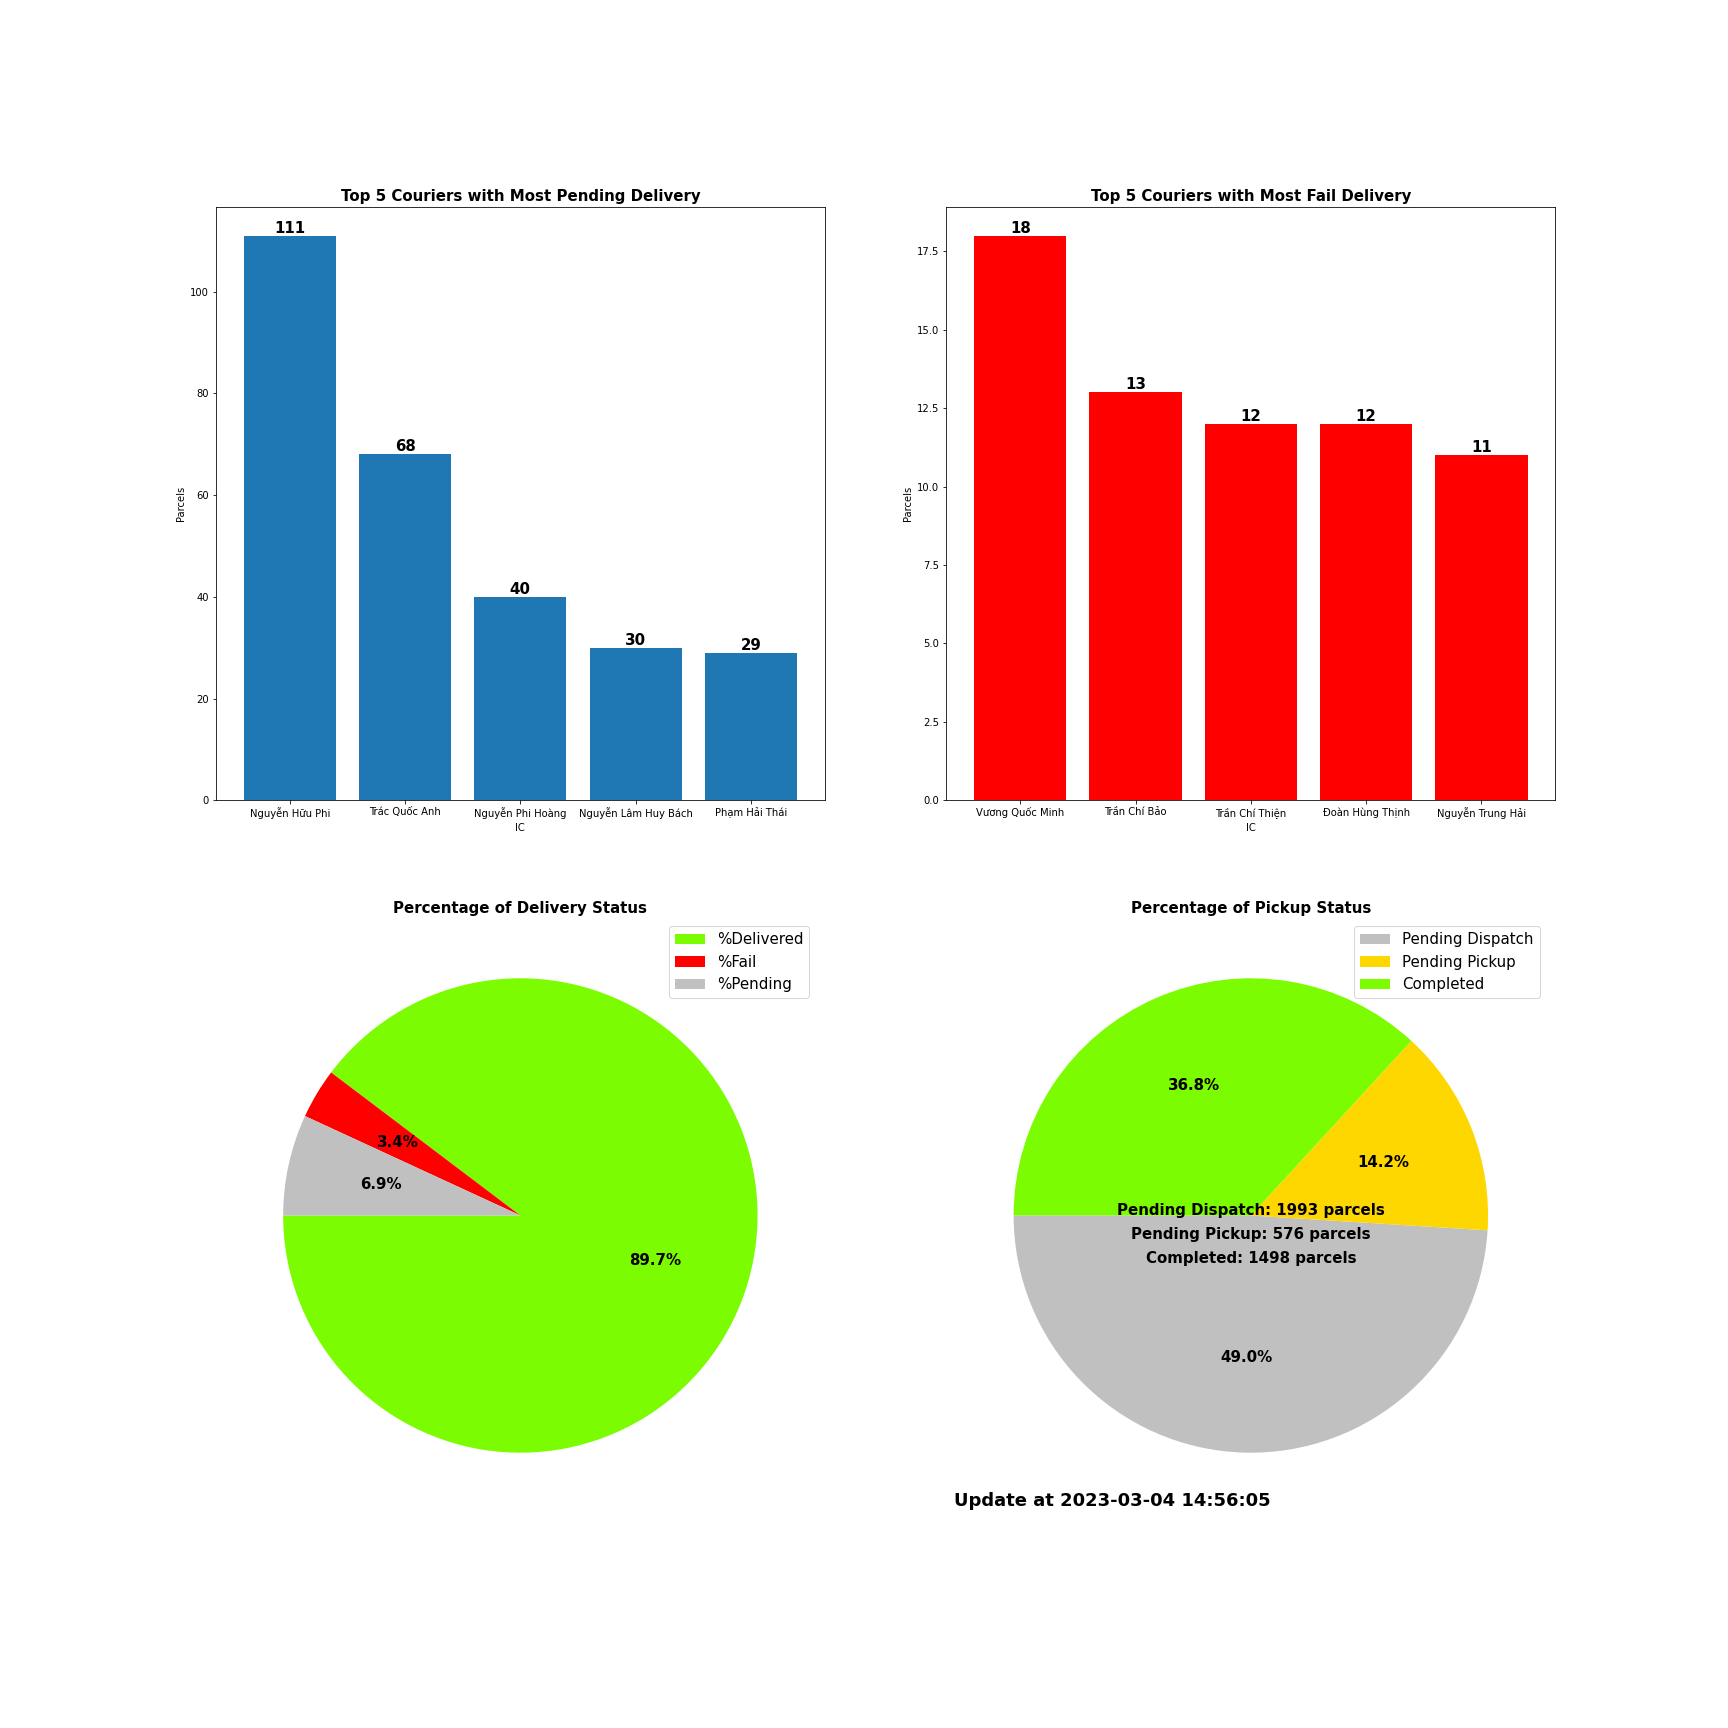 Top 5 Couriers with Most Pending Delivery
111
68
40
30
29
100
80
60
40
20
0
Parcels
Nguyễn Hữu Phi
Trác Quốc Anh
Nguyễn Phi Hoàng
Nguyễn Lâm Huy Bách
Phạm Hải Thái
IC
Top 5 Couriers with Most Fail Delivery
18
13
12
12
11
17.5
15.0
12.5
10.0
7.5
5.0
2.5
0.0
Parcels
Vương Quốc Minh
Trần Chí Bảo
Trần Chí Thiện
Đoàn Hùng Thịnh
Nguyễn Trung Hải
IC
Percentage of Delivery Status
%Delivered
%Fail
%Pending
3.4%
6.9%
89.7%
Percentage of Pickup Status
Pending Dispatch
Pending Pickup
Completed
36.8%
14.2%
Pending Dispatch: 1993 parcels
Pending Pickup: 576 parcels
Completed: 1498 parcels
49.0%
Update at 2023-03-04 14:56:05